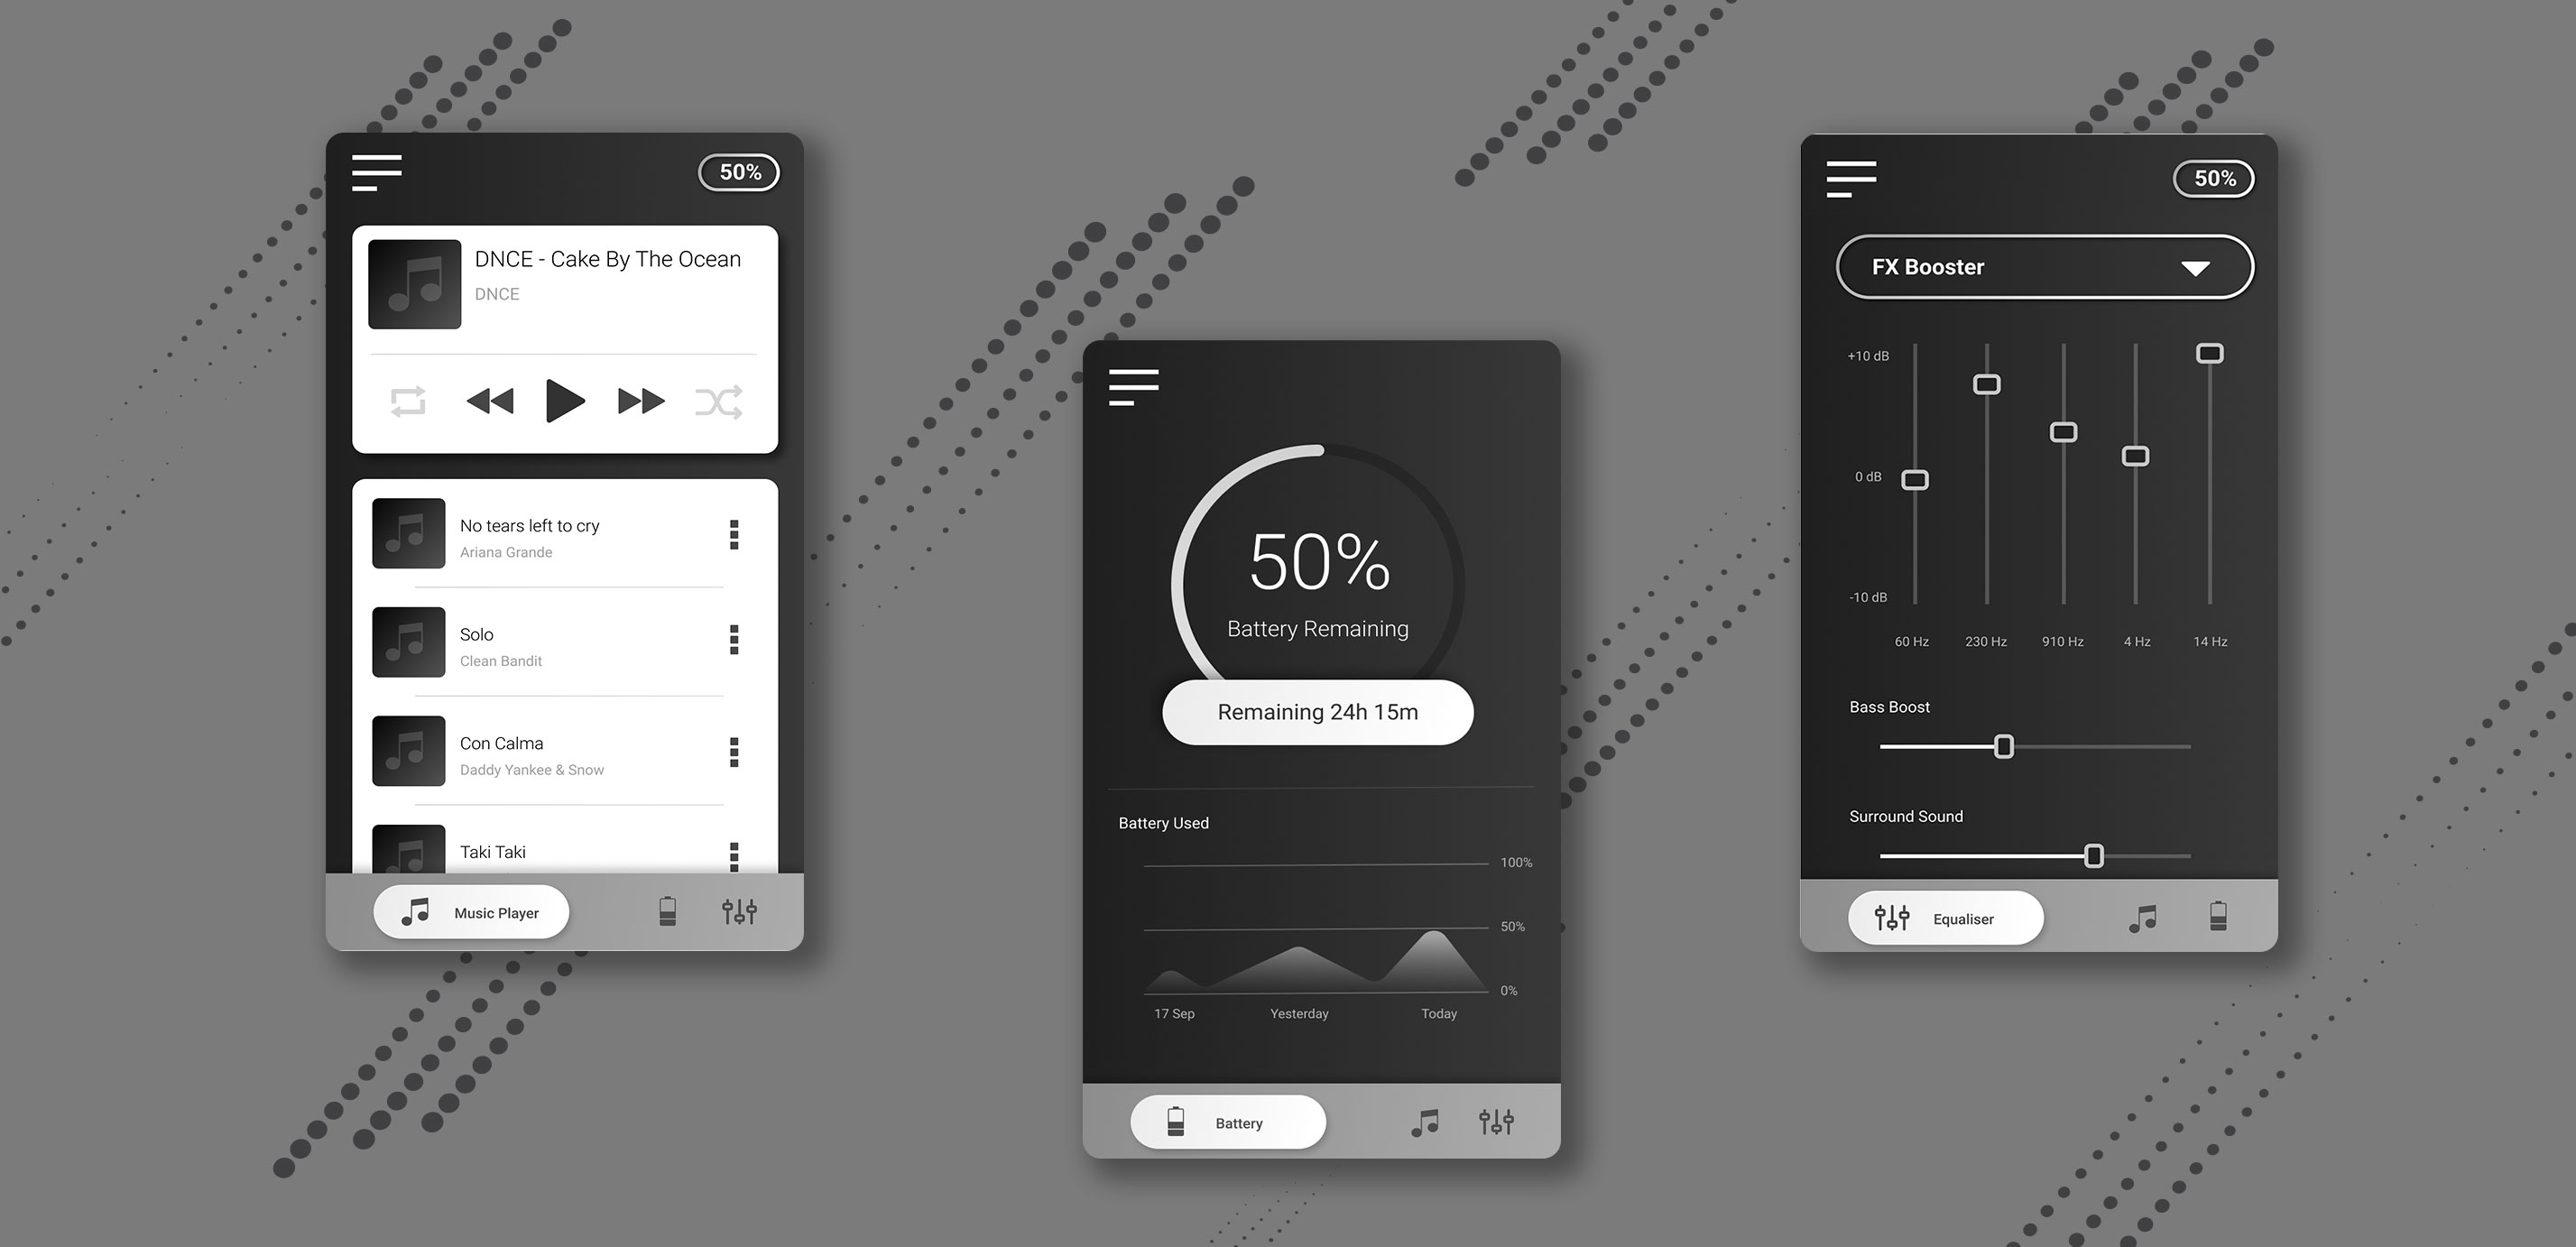 50%
DNCE - Cake By The Ocean
DNCE
No tears left to cry
Ariana Grande
Solo
Clean Bandit
Con Calma
Daddy Yankee & Snow
Taki Taki
Music Player
50%
Battery Remaining
Remaining 24h 15m
Battery Used
100%
50%
0%
17 Sep Yesterday Today
Battery
50%
FX Booster
+10 dB
0 dB
-10 dB
60 Hz 230 Hz 910 Hz 4 Hz 14 Hz
Bass Boost
Surround Sound
Equaliser